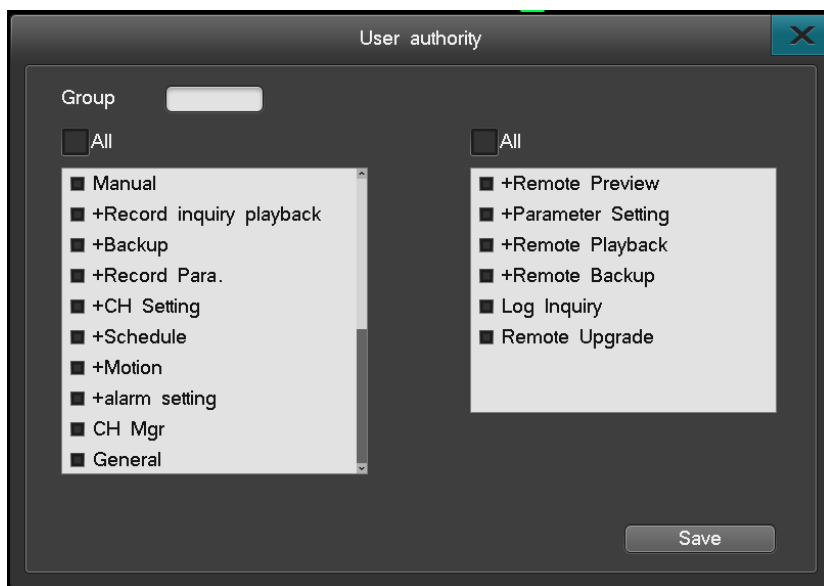 User authority
Group
All
Manual
+Record inquiry playback
+Backup
+Record Para.
+CH Setting
+Schedule
+Motion
+alarm setting
CH Mgr
General
All
+Remote Preview
+Parameter Setting
+Remote Playback
+Remote Backup
Log Inquiry
Remote Upgrade
Save